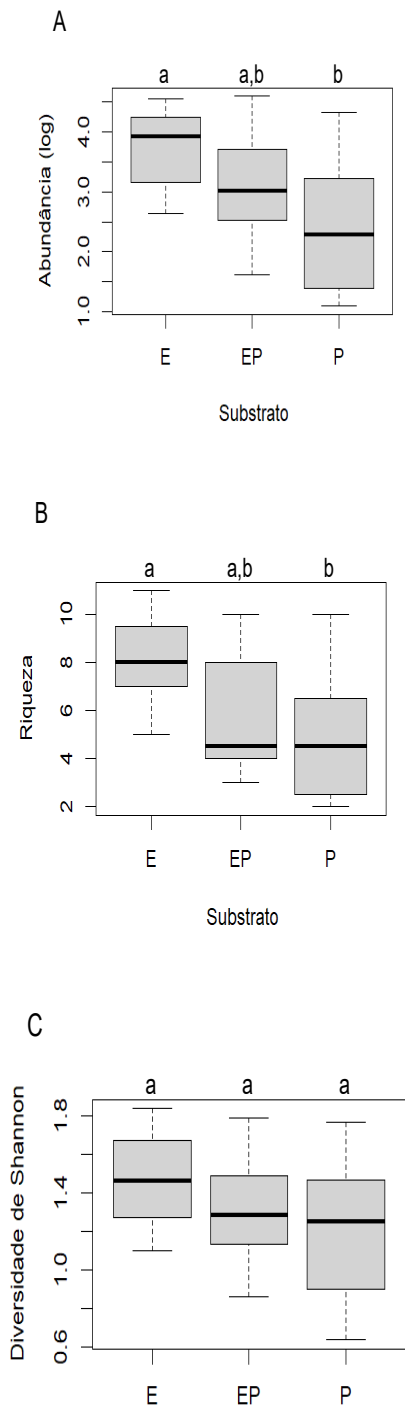 A
a a,b b
Abundância (log)
4.0
3.0
2.0
1.0
E EP P
Substrato
B
a a,b b
Riqueza
10
8
6
4
2
E EP P
Substrato
C
a a a
Diversidade de Shannon
1.8
1.4
1.0
0.6
E EP P